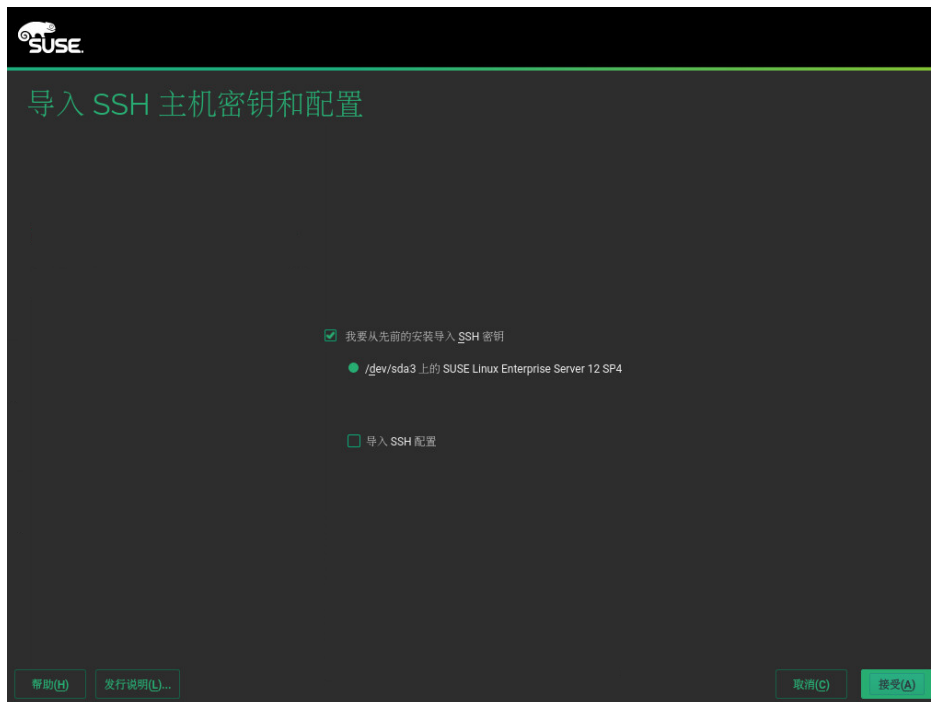 SUSE.
导入 SSH 主机密钥和配置
我要从先前的安装导入 SSH 密钥
/dev/sda3 上的 SUSE Linux Enterprise Server 12 SP4
导入 SSH 配置
帮助(H) 发行说明(L)... 取消(C) 接受(A)